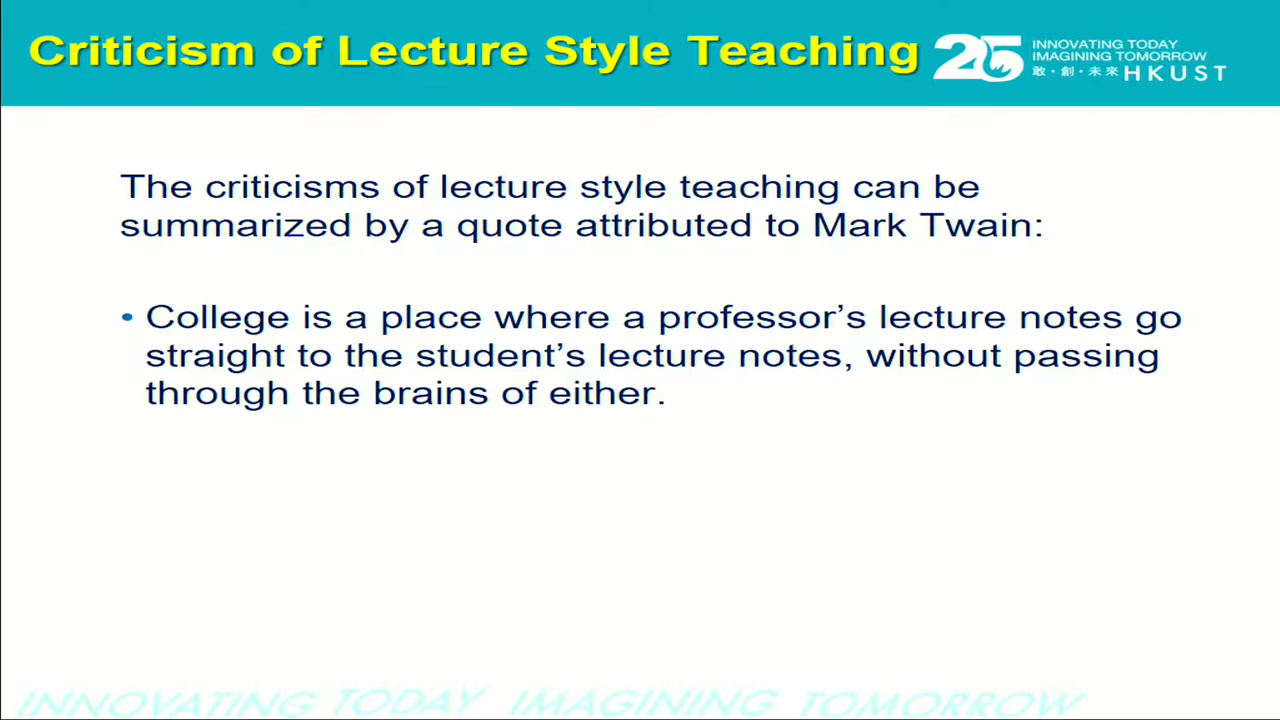 Criticism of Lecture Style Teaching
25
INNOVATING TODAY
IMAGINING TOMORROW
敢・創・未來 HKUST
The criticisms of lecture style teaching can be
summarized by a quote attributed to Mark Twain:
• College is a place where a professor’s lecture notes go
straight to the student’s lecture notes, without passing
through the brains of either.
INNOVATING TODAY IMAGINING TOMORROW